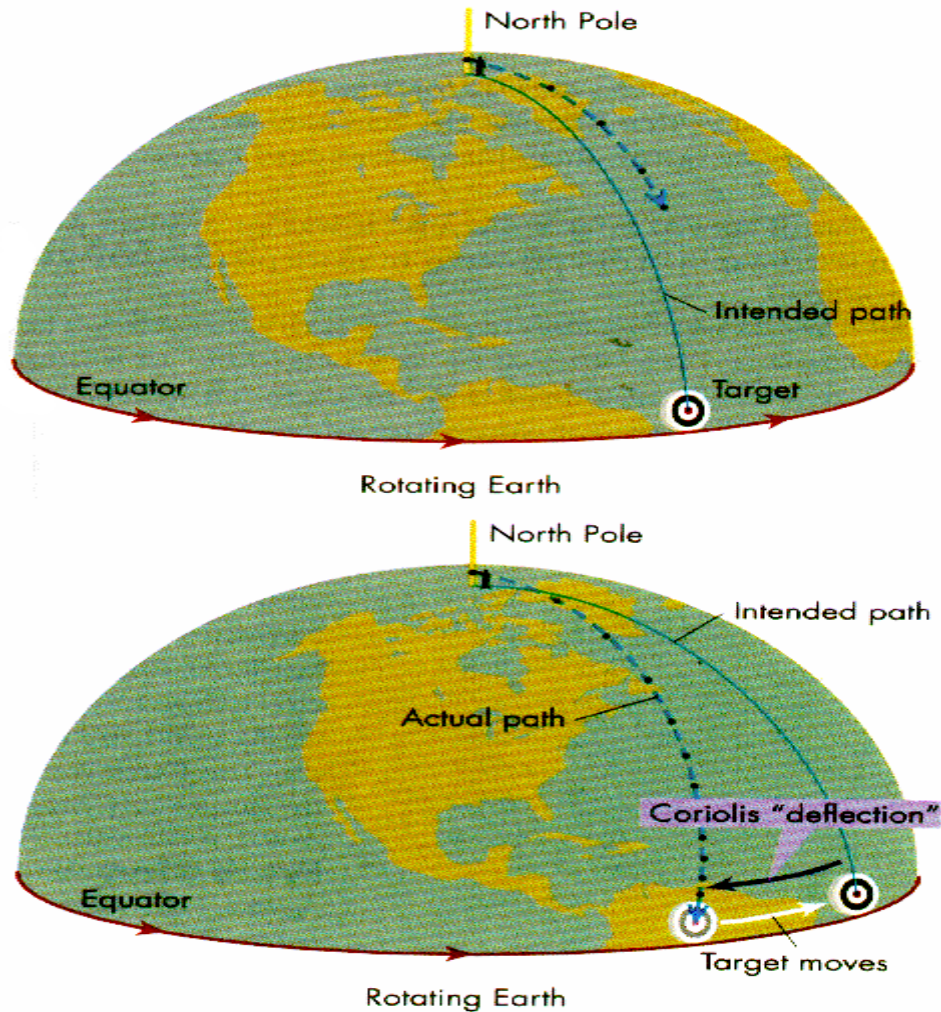 North Pole
Intended path
Equator
Target
Rotating Earth
North Pole
Intended path
Actual path
Coriolis "deflection"
Equator
Target moves
Rotating Earth